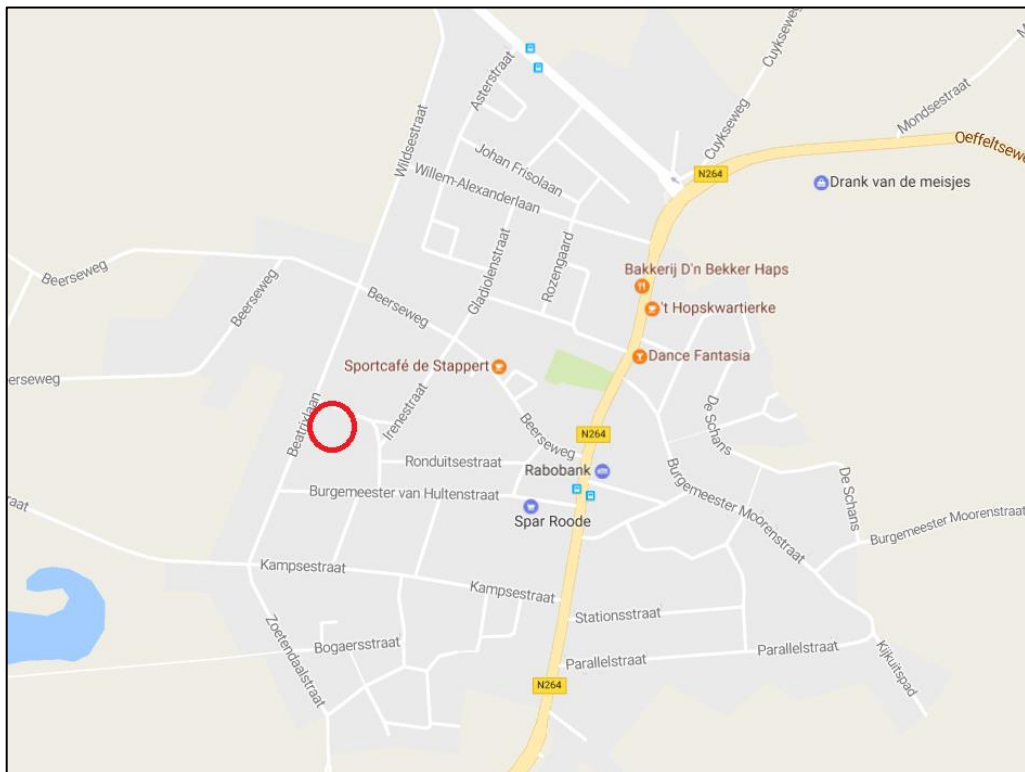 Cuykseweg
Mo
Asterstraat
Mondsestraat
Wildsestraat
Johan Frisolaan
Cuykseweg
Oeffeltsewe
Willem-Alexanderlaan
N264
Drank van de meisjes
Gladiolenstraat
Rozengaard
Beerseweg
Beerseweg
Bakkerij D'n Bekker Haps
't Hopskwartierke
Beerseweg
Sportcafé de Stappert
Dance Fantasia
erseweg
Beatrixlaan
Irenestraat
De Schans
Beerseweg
N264
Ronduitsestraat
Rabobank
Burgemeester van Hultenstraat
Spar Roode
Burgemeester Moorenstraat
De Schans
Burgemeester Moorenstraat
raat
Kampsestraat
Kampsestraat
Stationsstraat
Zoetendaalstraat
Bogaersstraat
Parallelstraat
Parallelstraat
Kijkuitspad
N264